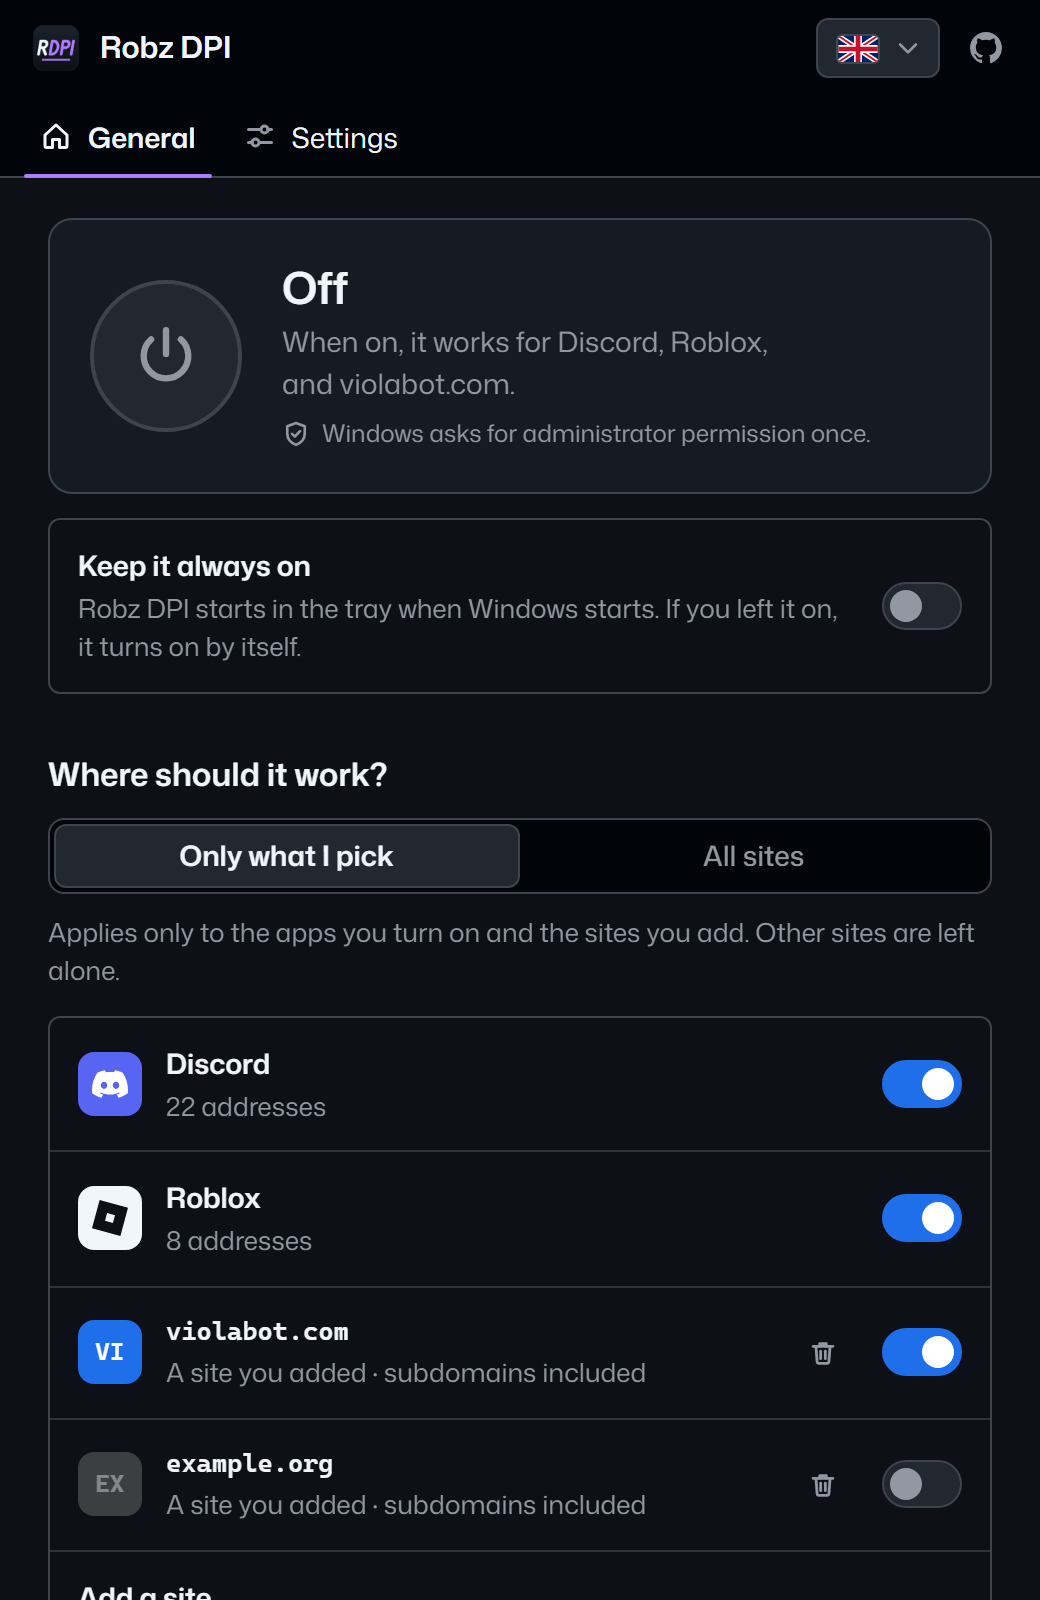 RDPI
Robz DPI
General
Settings
Off
When on, it works for Discord, Roblox,
and violabot.com.
Windows asks for administrator permission once.
Keep it always on
Robz DPI starts in the tray when Windows starts. If you left it on,
it turns on by itself.
Where should it work?
Only what I pick
All sites
Applies only to the apps you turn on and the sites you add. Other sites are left
alone.
Discord
22 addresses
Roblox
8 addresses
VI
violabot.com
A site you added · subdomains included
EX
example.org
A site you added · subdomains included
Add a site